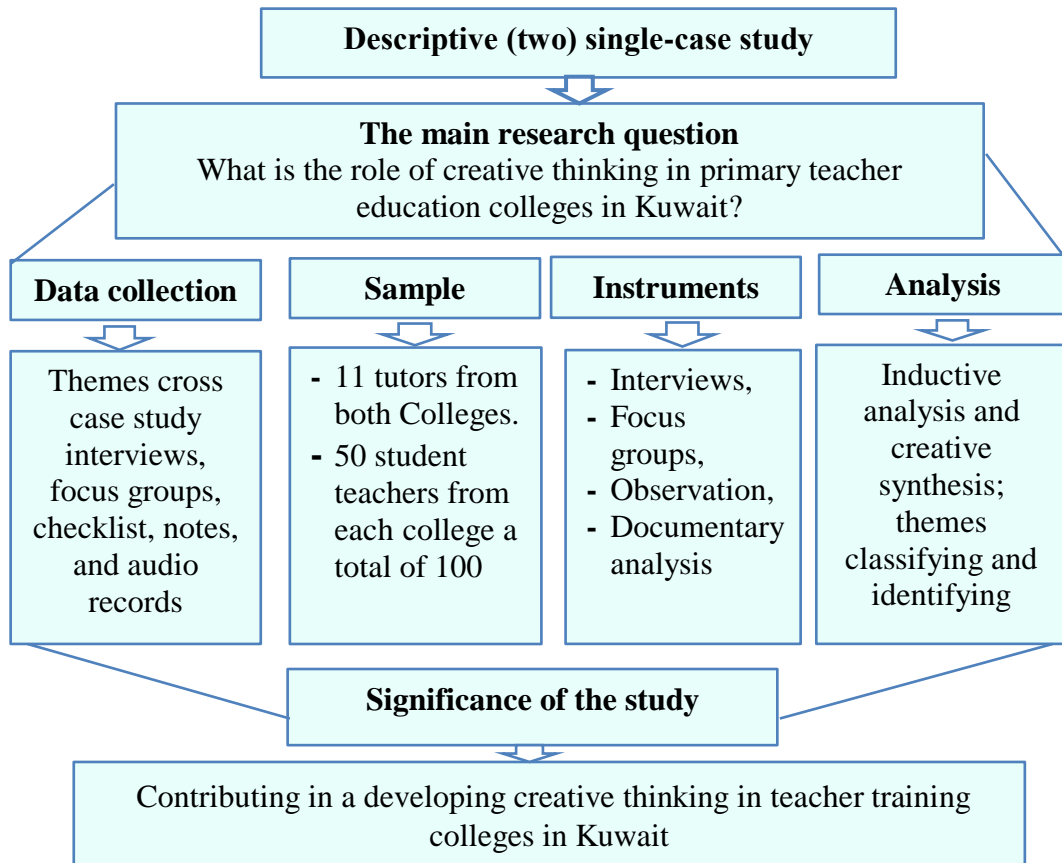 Descriptive (two) single-case study
The main research question
What is the role of creative thinking in primary teacher
education colleges in Kuwait?
Data collection
Themes cross
case study
interviews,
focus groups,
checklist, notes,
and audio
records
Sample
- 11 tutors from
both Colleges.
- 50 student
teachers from
each college a
total of 100
Instruments
- Interviews,
- Focus
groups,
- Observation,
- Documentary
analysis
Analysis
Inductive
analysis and
creative
synthesis;
themes
classifying and
identifying
Significance of the study
Contributing in a developing creative thinking in teacher training
colleges in Kuwait